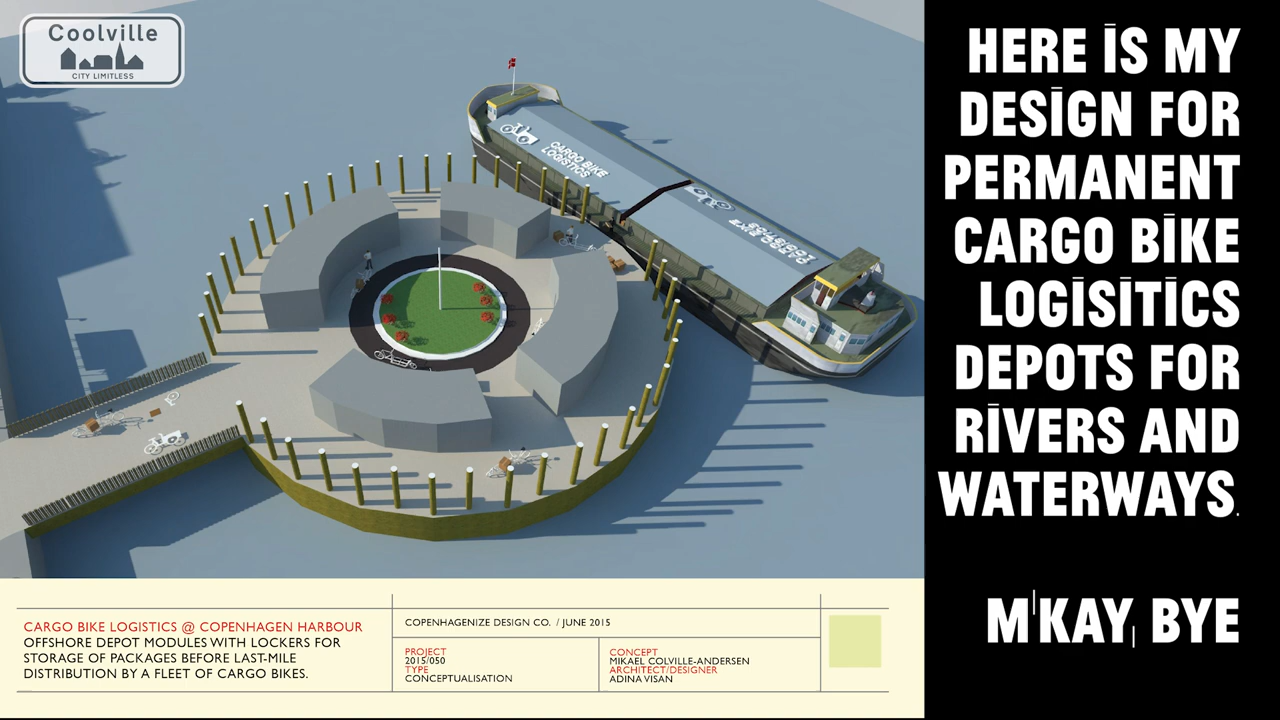 Coolville
CITY LIMITLESS
CARGO BIKE
LOGISTICS
CARGO BIKE
LOGISTICS
HERE IS MY
DESIGN FOR
PERMANENT
CARGO BIKE
LOGISITICS
DEPOTS FOR
RIVERS AND
WATERWAYS.
M'KAY, BYE
CARGO BIKE LOGISTICS @ COPENHAGEN HARBOUR
OFFSHORE DEPOT MODULES WITH LOCKERS FOR
STORAGE OF PACKAGES BEFORE LAST-MILE
DISTRIBUTION BY A FLEET OF CARGO BIKES.
COPENHAGENIZE DESIGN CO. / JUNE 2015
PROJECT
2015/050
TYPE
CONCEPTUALISATION
CONCEPT
MIKAEL COLVILLE-ANDERSEN
ARCHITECT/DESIGNER
ADINA VISAN